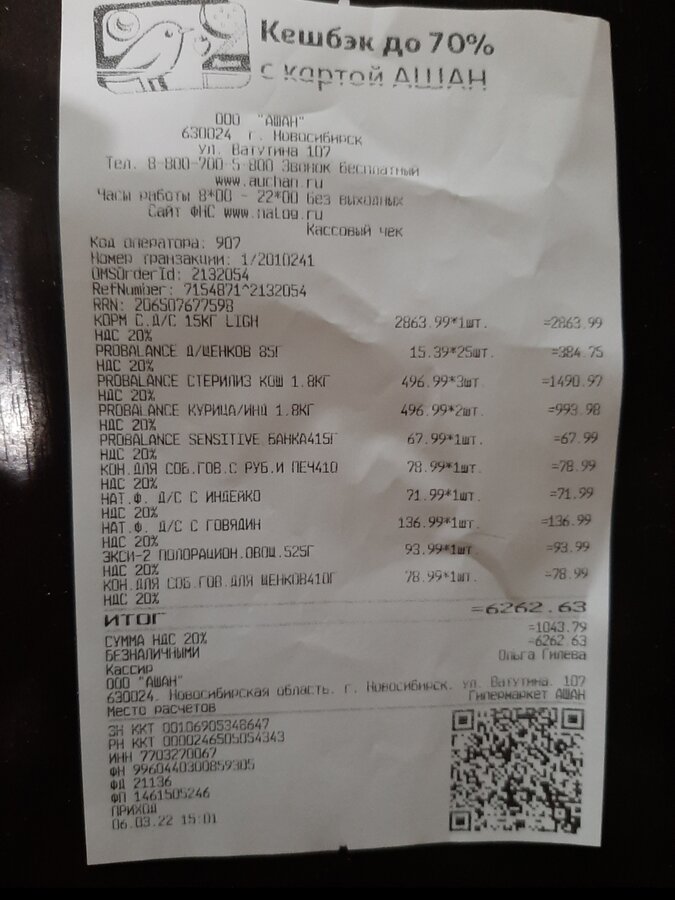 Кешбэк до 70%
с картой АШАН
ООО "АШАН"
630024 г. Новосибирск
ул. Ватутина 107
Тел. 8-800-700-5-800 Звонок бесплатный
www.auchan.ru
Часы работы 8*00 - 22*00 без выходных
Сайт ФНС www.nalog.ru
Кассовый чек
Код оператора: 907
Номер транзакции: 1/2010241
OMSOrderId: 2132054
RefNumber: 7154871^2132054
RRN: 206507677598
КОРМ С.Д/С 15КГ LIGH 2863.99*1шт. =2863.99
НДС 20%
PROBALANCE Д/ЩЕНКОВ 85Г 15.39*25шт. =384.75
НДС 20%
PROBALANCE СТЕРИЛИЗ КОШ 1.8КГ 496.99*3шт. =1490.97
НДС 20%
PROBALANCE КУРИЦА/ИНД 1.8КГ 496.99*2шт. =993.98
НДС 20%
PROBALANCE SENSITIVE БАНКА415Г 67.99*1шт. =67.99
НДС 20%
КОН.ДЛЯ СОБ.ГОВ.С РУБ.И ПЕЧ410 78.99*1шт. =78.99
НДС 20%
НАТ.Ф. Д/С С ИНДЕЙКО 71.99*1шт. =71.99
НДС 20%
НАТ.Ф. Д/С С ГОВЯДИН 136.99*1шт. =136.99
НДС 20%
ЭКСИ-2 ПОЛОРАЦИОН.ОВОЩ.525Г 93.99*1шт. =93.99
НДС 20%
КОН.ДЛЯ СОБ.ГОВ.ДЛЯ ЩЕНКОВ410Г 78.99*1шт. =78.99
НДС 20%
ИТОГ =6262.63
СУММА НДС 20% =1043.79
БЕЗНАЛИЧНЫМИ =6262.63
Кассир Ольга Гилева
ООО "АШАН"
630024, Новосибирская область, г. Новосибирск, ул. Ватутина, 107
Место расчетов Гипермаркет АШАН
ЗН ККТ 00106905348647
РН ККТ 0000246505054343
ИНН 7703270067
ФН 9960440300859305
ФД 21136
ФП 1461505246
ПРИХОД
06.03.22 15:01